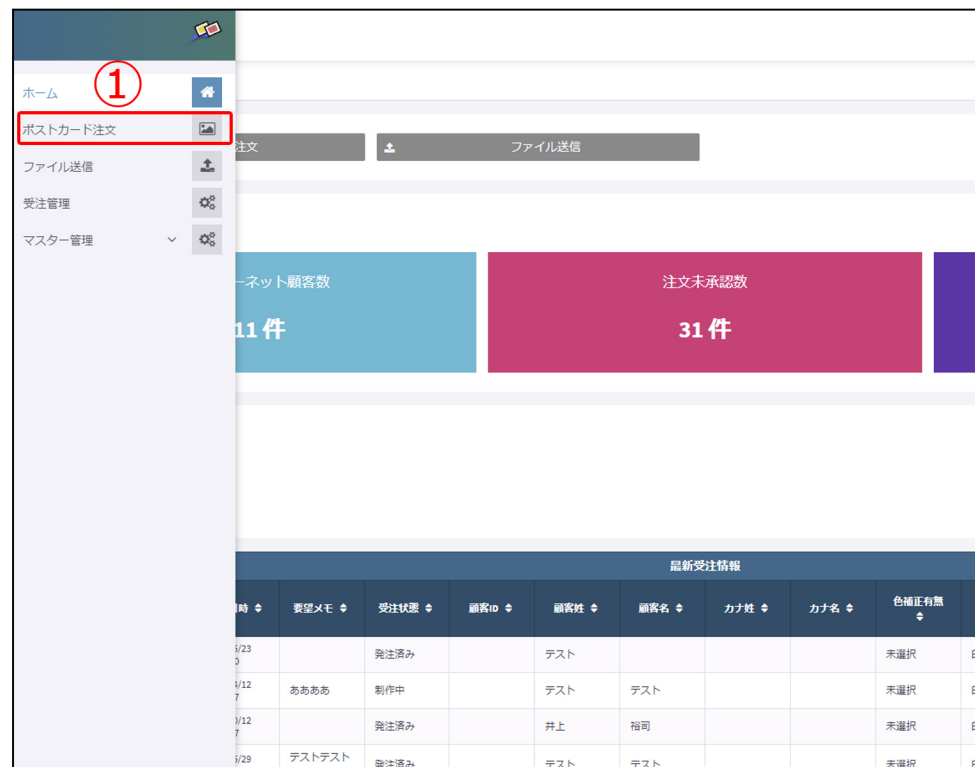 ①
ホーム
ポストカード注文
ファイル送信
受注管理
マスター管理
注文
ファイル送信
ーネット顧客数
11 件
注文未承認数
31 件
最新受注情報
時 要望メモ 受注状態 顧客ID 顧客姓 顧客名 カナ姓 カナ名 色補正有無
/23 発注済み テスト 未選択
/12 ああああ 制作中 テスト テスト 未選択
/12 発注済み 井上 裕司 未選択
/29 テストテスト 発注済み テスト テスト 未選択